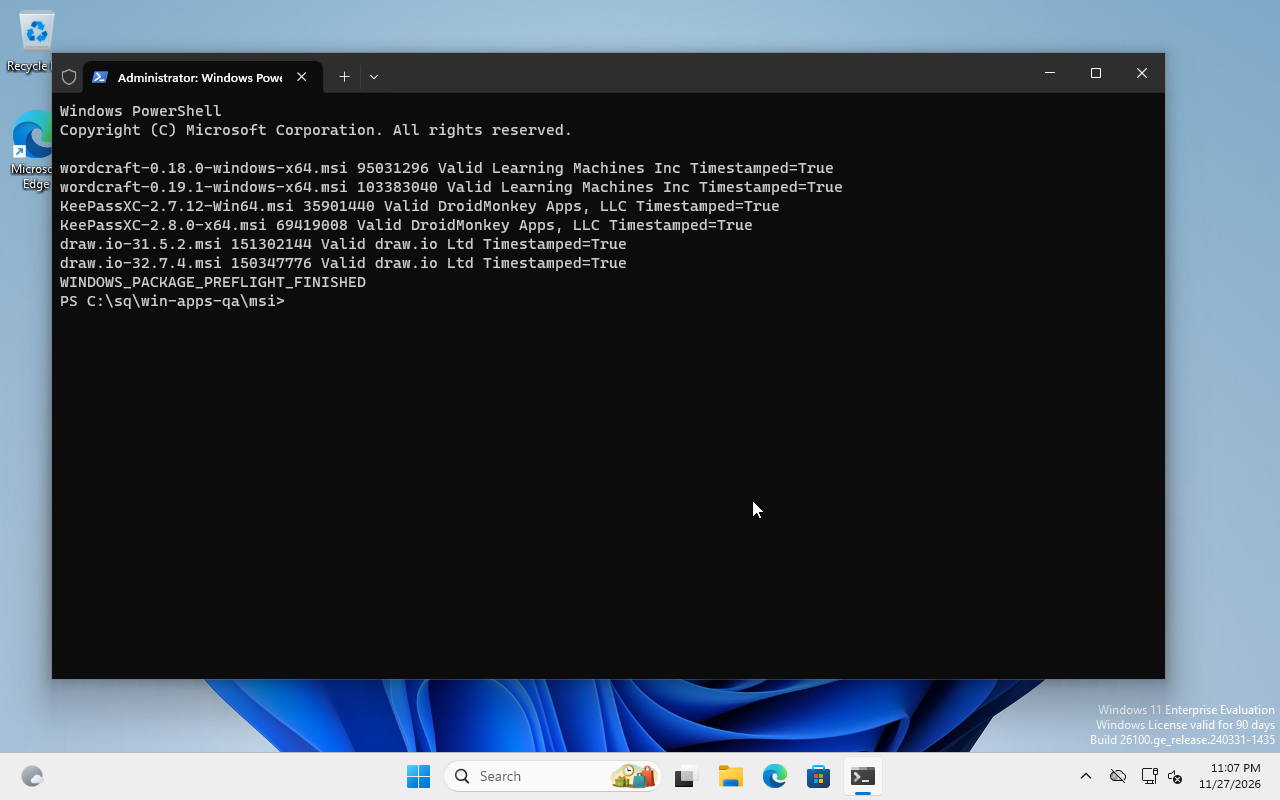 Recycle
Microso
Edge
Administrator: Windows Powe
Windows PowerShell
Copyright (C) Microsoft Corporation. All rights reserved.
wordcraft-0.18.0-windows-x64.msi 95031296 Valid Learning Machines Inc Timestamped=True
wordcraft-0.19.1-windows-x64.msi 103383040 Valid Learning Machines Inc Timestamped=True
KeePassXC-2.7.12-Win64.msi 35901440 Valid DroidMonkey Apps, LLC Timestamped=True
KeePassXC-2.8.0-x64.msi 69419008 Valid DroidMonkey Apps, LLC Timestamped=True
draw.io-31.5.2.msi 151302144 Valid draw.io Ltd Timestamped=True
draw.io-32.7.4.msi 150347776 Valid draw.io Ltd Timestamped=True
WINDOWS_PACKAGE_PREFLIGHT_FINISHED
PS C:\sq\win-apps-qa\msi>
Windows 11 Enterprise Evaluation
Windows License valid for 90 days
Build 26100.ge_release.240331-1435
Search
11:07 PM
11/27/2026